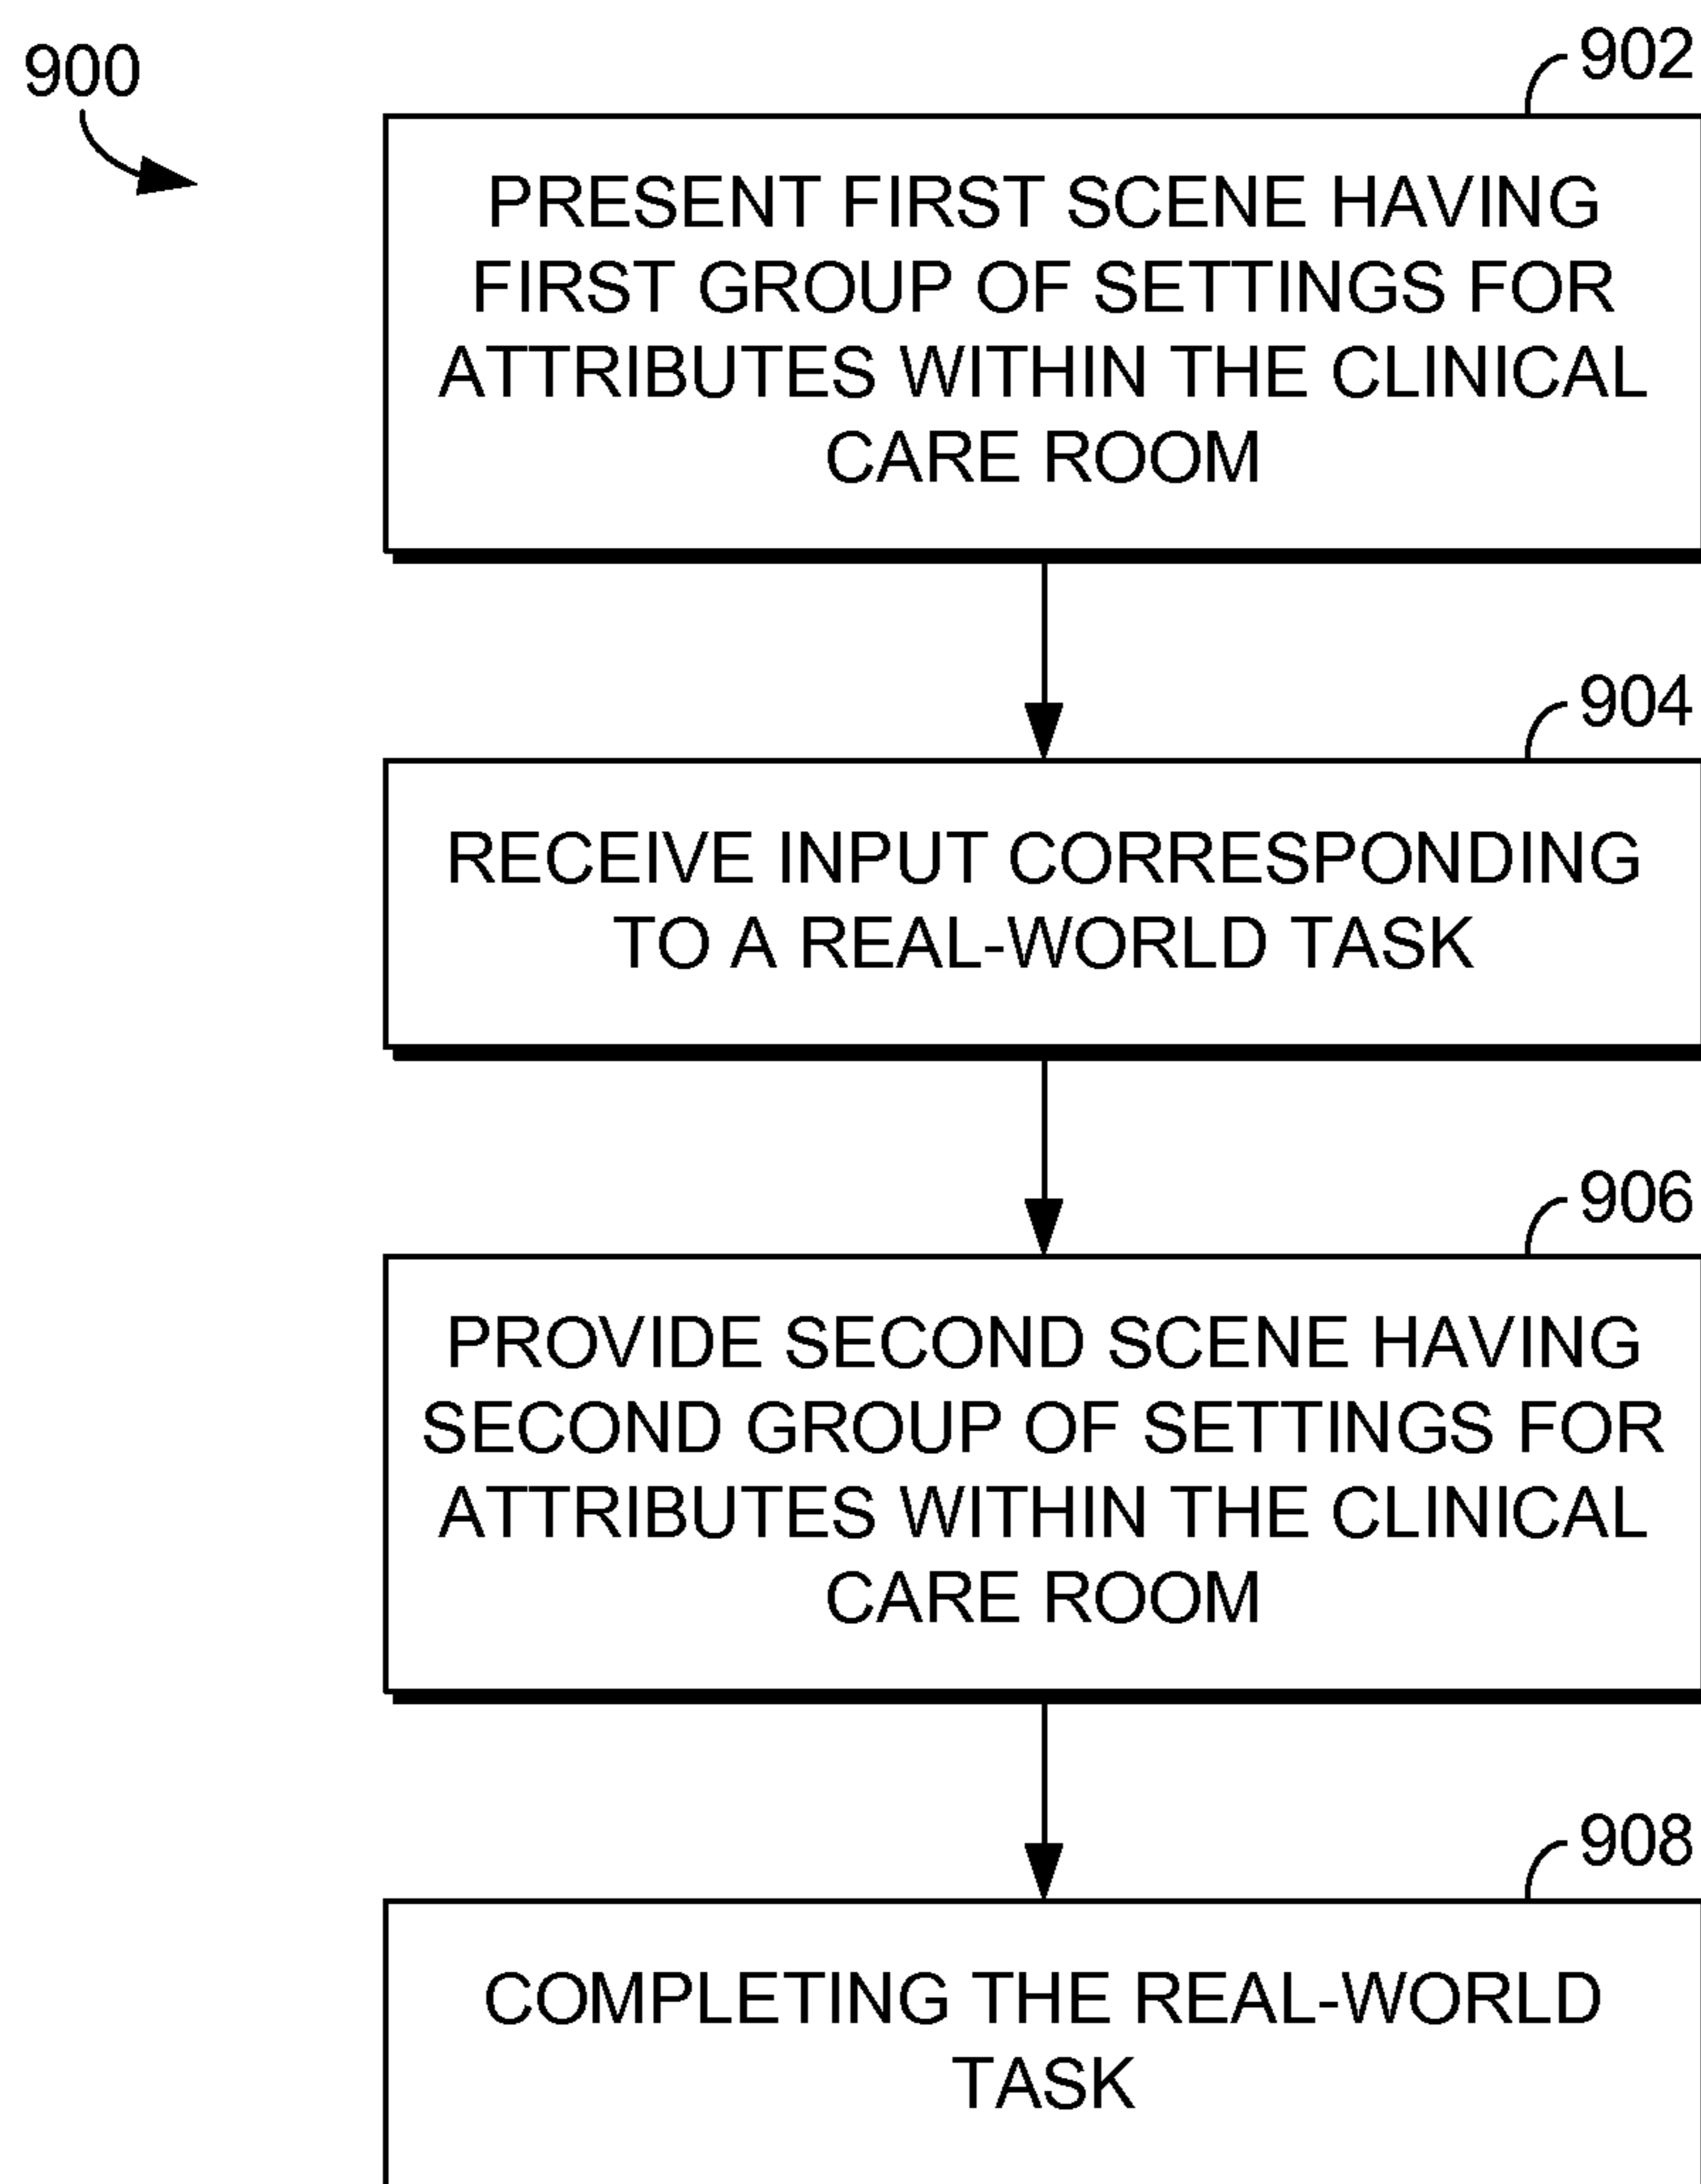 900
902
PRESENT FIRST SCENE HAVING
FIRST GROUP OF SETTINGS FOR
ATTRIBUTES WITHIN THE CLINICAL
CARE ROOM
904
RECEIVE INPUT CORRESPONDING
TO A REAL-WORLD TASK
906
PROVIDE SECOND SCENE HAVING
SECOND GROUP OF SETTINGS FOR
ATTRIBUTES WITHIN THE CLINICAL
CARE ROOM
908
COMPLETING THE REAL-WORLD
TASK